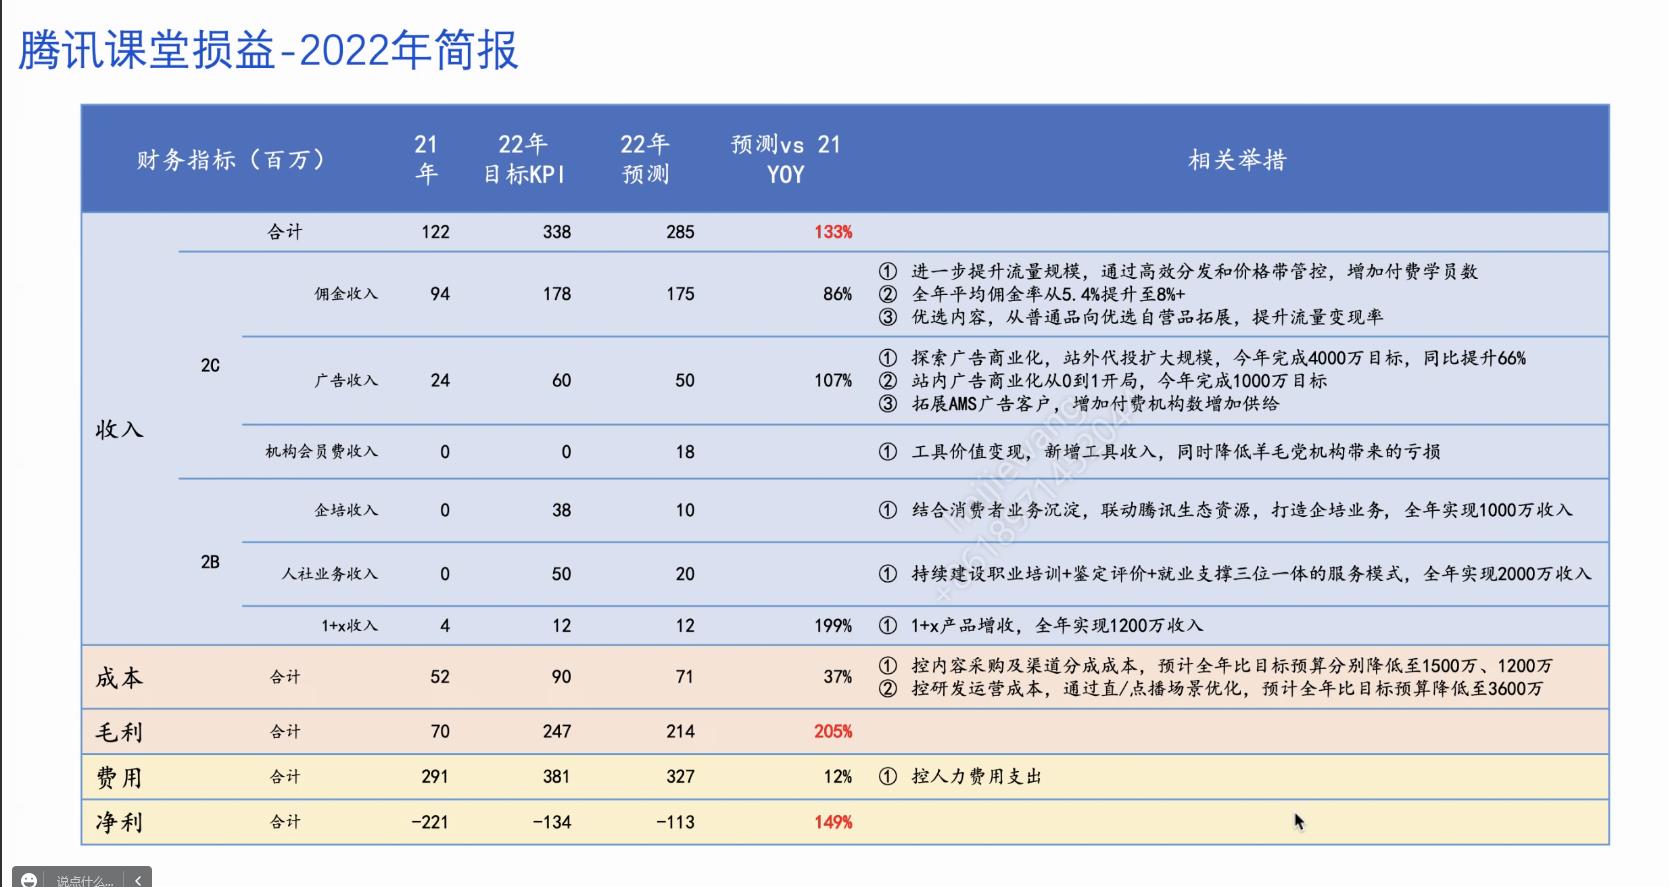 腾讯课堂损益-2022年简报
财务指标（百万） 21年 22年目标KPI 22年预测 预测vs 21 YOY 相关举措
收入
合计 122 338 285 133%
2C
佣金收入 94 178 175 86%
① 进一步提升流量规模，通过高效分发和价格带管控，增加付费学员数
② 全年平均佣金率从5.4%提升至8%+
③ 优选内容，从普通品向优选自营品拓展，提升流量变现率
广告收入 24 60 50 107%
① 探索广告商业化，站外代投扩大规模，今年完成4000万目标，同比提升66%
② 站内广告商业化从0到1开局，今年完成1000万目标
③ 拓展AMS广告客户，增加付费机构数增加供给
机构会员费收入 0 0 18
① 工具价值变现，新增工具收入，同时降低羊毛党机构带来的亏损
2B
企培收入 0 38 10
① 结合消费者业务沉淀，联动腾讯生态资源，打造企培业务，全年实现1000万收入
人社业务收入 0 50 20
① 持续建设职业培训+鉴定评价+就业支撑三位一体的服务模式，全年实现2000万收入
1+x收入 4 12 12 199% ① 1+x产品增收，全年实现1200万收入
成本 合计 52 90 71 37%
① 控内容采购及渠道分成成本，预计全年比目标预算分别降低至1500万、1200万
② 控研发运营成本，通过直/点播场景优化，预计全年比目标预算降低至3600万
毛利 合计 70 247 214 205%
费用 合计 291 381 327 12% ① 控人力费用支出
净利 合计 -221 -134 -113 149%
说点什么...